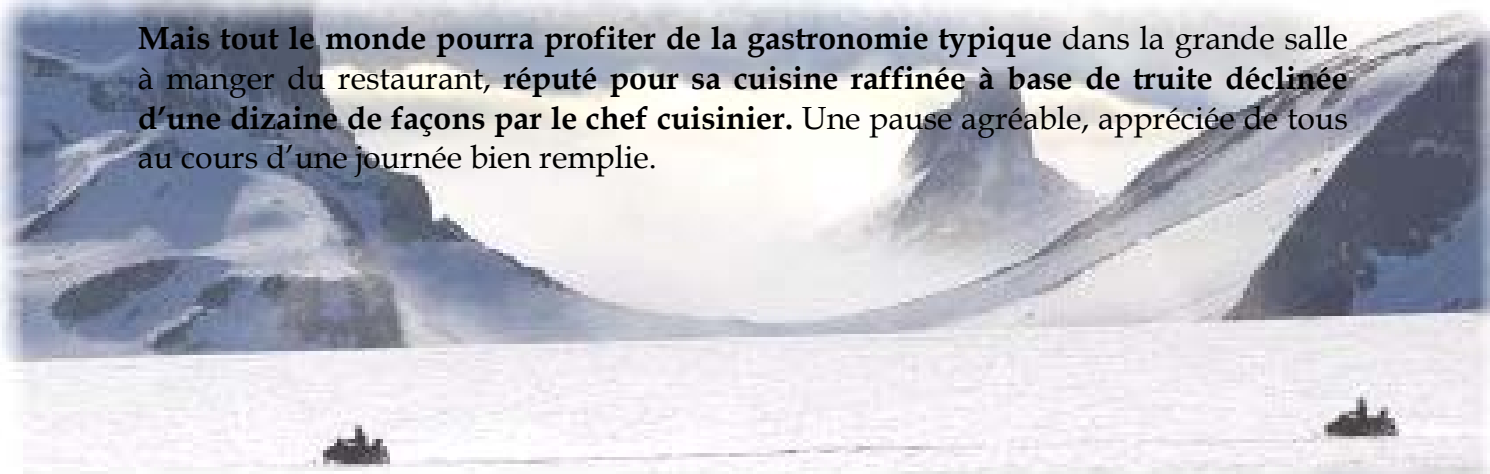 Mais tout le monde pourra profiter de la gastronomie typique dans la grande salle
à manger du restaurant, réputé pour sa cuisine raffinée à base de truite déclinée
d’une dizaine de façons par le chef cuisinier. Une pause agréable, appréciée de tous
au cours d’une journée bien remplie.